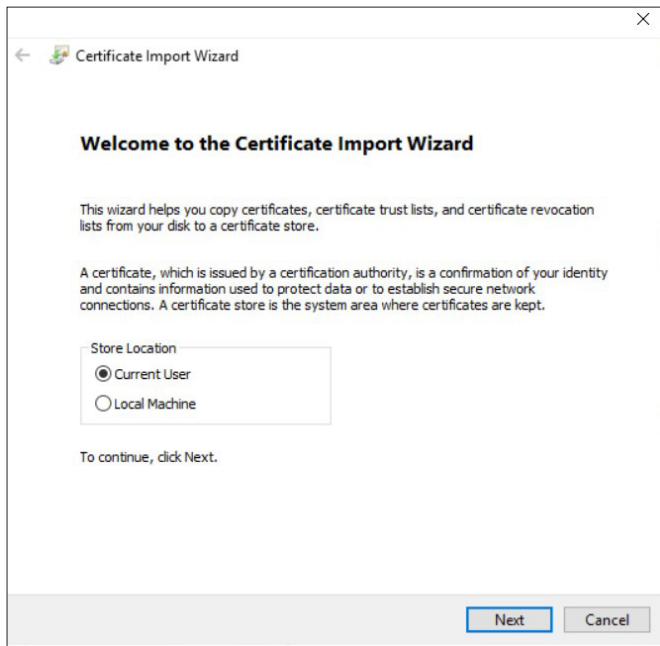 Certificate Import Wizard
Welcome to the Certificate Import Wizard
This wizard helps you copy certificates, certificate trust lists, and certificate revocation
lists from your disk to a certificate store.
A certificate, which is issued by a certification authority, is a confirmation of your identity
and contains information used to protect data or to establish secure network
connections. A certificate store is the system area where certificates are kept.
Store Location
Current User
Local Machine
To continue, click Next.
Next Cancel